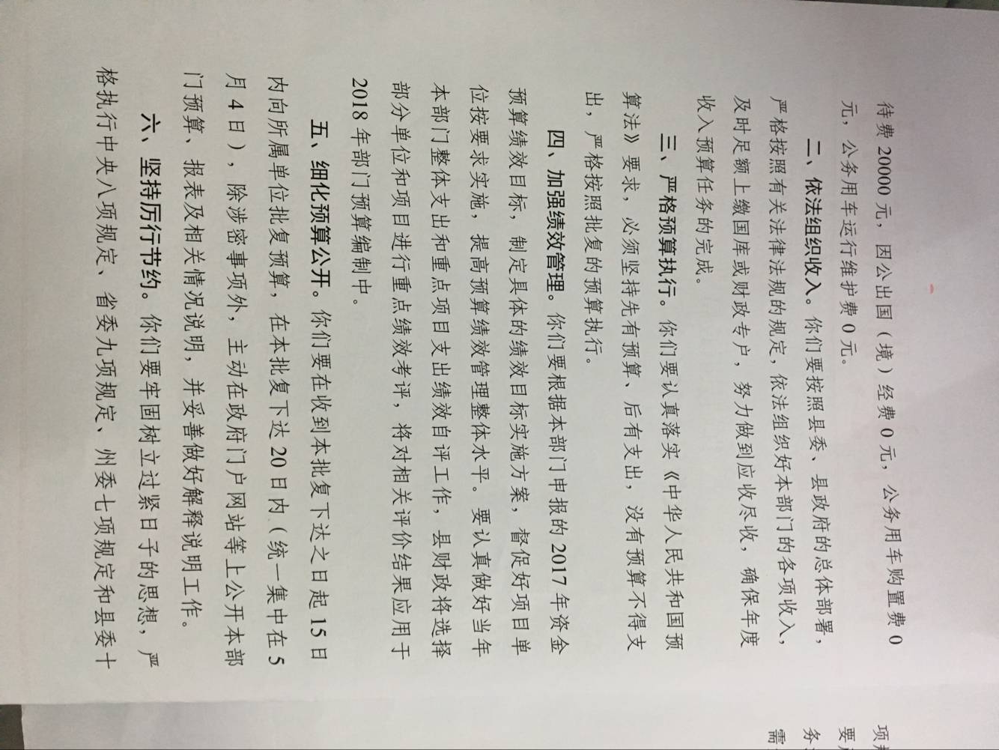 待费 20000 元，因公出国（境）经费 0 元，公务用车购置费 0
元，公务用车运行维护费 0 元。
二、依法组织收入。你们要按照县委、县政府的总体部署，
严格按照有关法律法规的规定，依法组织好本部门的各项收入，
及时足额上缴国库或财政专户，努力做到应收尽收，确保年度
收入预算任务的完成。
三、严格预算执行。你们要认真落实《中华人民共和国预
算法》要求，必须坚持先有预算、后有支出，没有预算不得支
出，严格按照批复的预算执行。
四、加强绩效管理。你们要根据本部门申报的 2017 年资金
预算绩效目标，制定具体的绩效目标实施方案，督促好项目单
位按要求实施，提高预算绩效管理整体水平。要认真做好当年
本部门整体支出和重点项目支出绩效自评工作，县财政将选择
部分单位和项目进行重点绩效考评，将对相关评价结果应用于
2018 年部门预算编制中。
五、细化预算公开。你们要在收到本批复下达之日起 15 日
内向所属单位批复预算，在本批复下达 20 日内（统一集中在 5
月 4 日），除涉密事项外，主动在政府门户网站等上公开本部
门预算、报表及相关情况说明，并妥善做好解释说明工作。
六、坚持厉行节约。你们要牢固树立过紧日子的思想，严
格执行中央八项规定、省委九项规定、州委七项规定和县委十
项
要
务
需